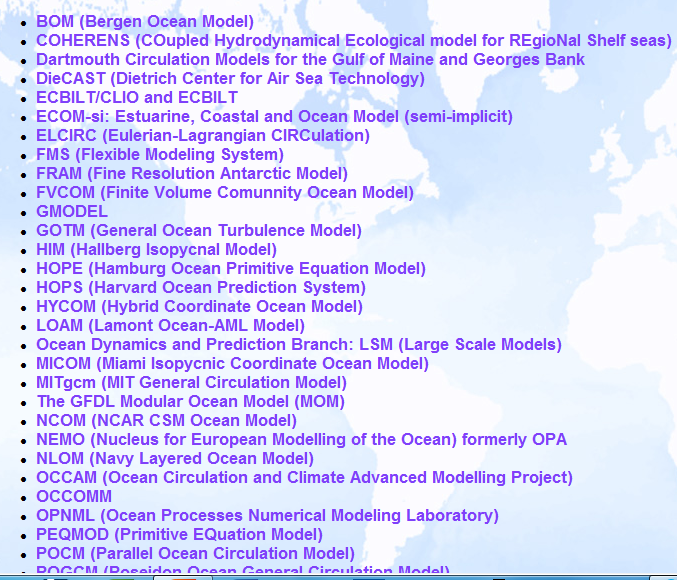 BOM (Bergen Ocean Model)
COHERENS (COupled Hydrodynamical Ecological model for REgioNal Shelf seas)
Dartmouth Circulation Models for the Gulf of Maine and Georges Bank
DieCAST (Dietrich Center for Air Sea Technology)
ECBILT/CLIO and ECBILT
ECOM-si: Estuarine, Coastal and Ocean Model (semi-implicit)
ELCIRC (Eulerian-Lagrangian CIRCulation)
FMS (Flexible Modeling System)
FRAM (Fine Resolution Antarctic Model)
FVCOM (Finite Volume Comunnity Ocean Model)
GMODEL
GOTM (General Ocean Turbulence Model)
HIM (Hallberg Isopycnal Model)
HOPE (Hamburg Ocean Primitive Equation Model)
HOPS (Harvard Ocean Prediction System)
HYCOM (Hybrid Coordinate Ocean Model)
LOAM (Lamont Ocean-AML Model)
Ocean Dynamics and Prediction Branch: LSM (Large Scale Models)
MICOM (Miami Isopycnic Coordinate Ocean Model)
MITgcm (MIT General Circulation Model)
The GFDL Modular Ocean Model (MOM)
NCOM (NCAR CSM Ocean Model)
NEMO (Nucleus for European Modelling of the Ocean) formerly OPA
NLOM (Navy Layered Ocean Model)
OCCAM (Ocean Circulation and Climate Advanced Modelling Project)
OCCOMM
OPNML (Ocean Processes Numerical Modeling Laboratory)
PEQMOD (Primitive EQuation Model)
POCM (Parallel Ocean Circulation Model)
POGCM (Poseidon Ocean General Circulation Model)